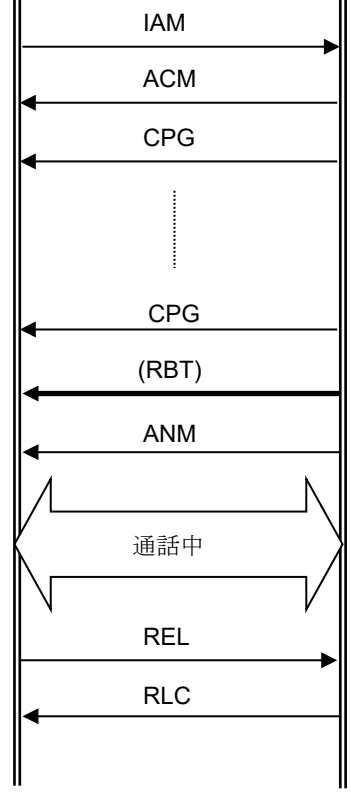 IAM
ACM
CPG
CPG
(RBT)
ANM
通話中
REL
RLC